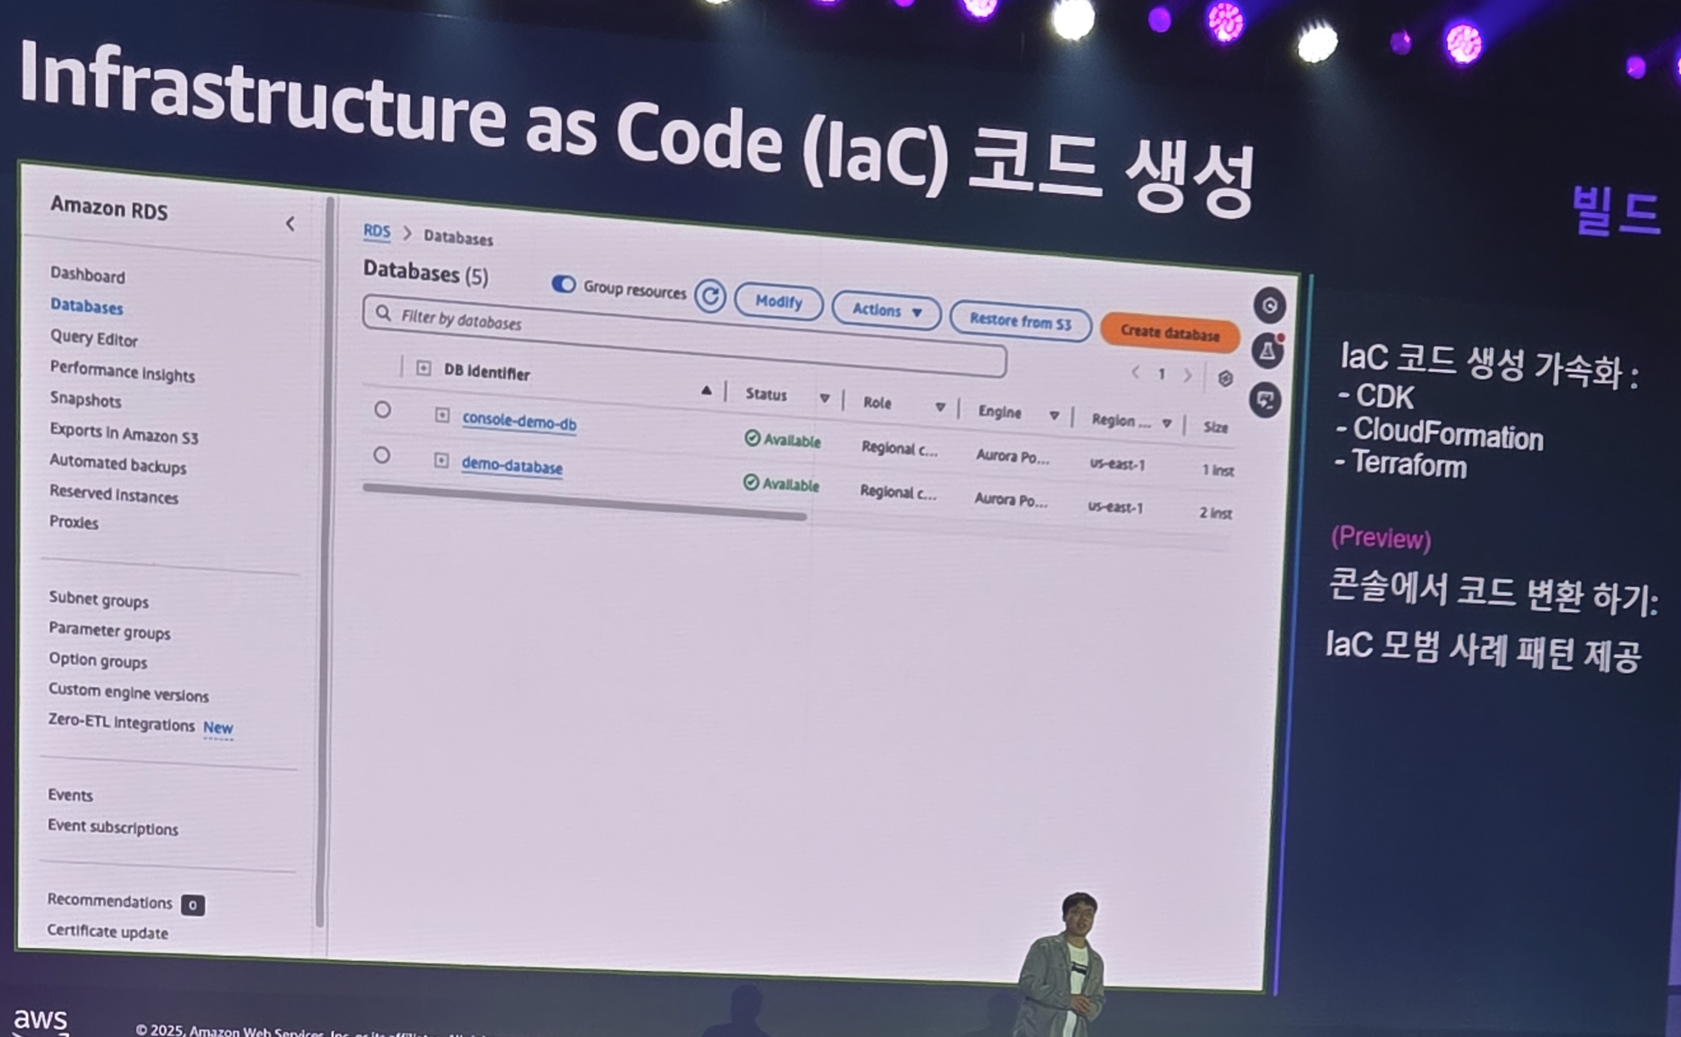 Infrastructure as Code (IaC) 코드 생성
빌드
Amazon RDS
Dashboard
Databases
Query Editor
Performance insights
Snapshots
Exports in Amazon S3
Automated backups
Reserved instances
Proxies
Subnet groups
Parameter groups
Option groups
Custom engine versions
Zero-ETL integrations New
Events
Event subscriptions
Recommendations 0
Certificate update
RDS > Databases
Databases (5)
Group resources
Modify
Actions
Restore from S3
Create database
Filter by databases
1
DB identifier Status Role Engine Region ... Size
console-demo-db Available Regional c... Aurora Po... us-east-1 1 inst
demo-database Available Regional c... Aurora Po... us-east-1 2 inst
IaC 코드 생성 가속화 :
- CDK
- CloudFormation
- Terraform
(Preview)
콘솔에서 코드 변환 하기:
IaC 모범 사례 패턴 제공
aws
© 2025, Amazon Web Services, Inc. or its